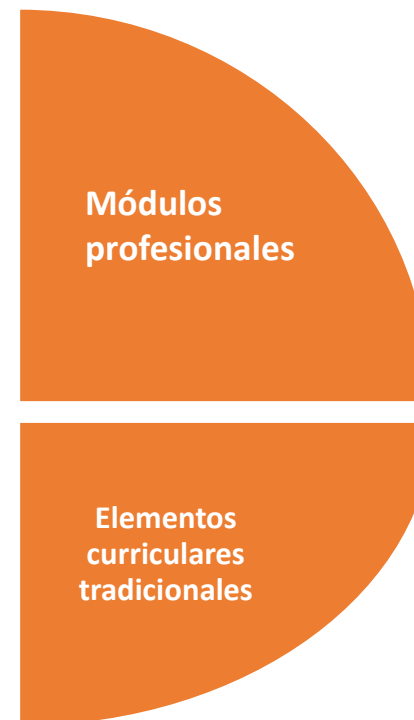 Módulos
profesionales
Elementos
curriculares
tradicionales